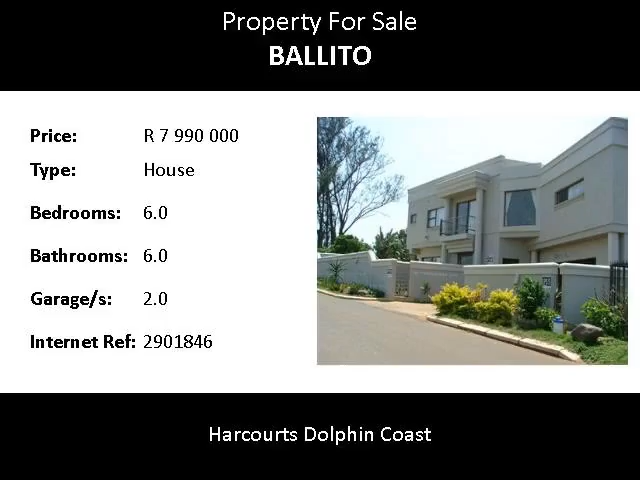 Property For Sale
BALLITO
Price: R 7 990 000
Type: House
Bedrooms: 6.0
Bathrooms: 6.0
Garage/s: 2.0
Internet Ref: 2901846
Harcourts Dolphin Coast